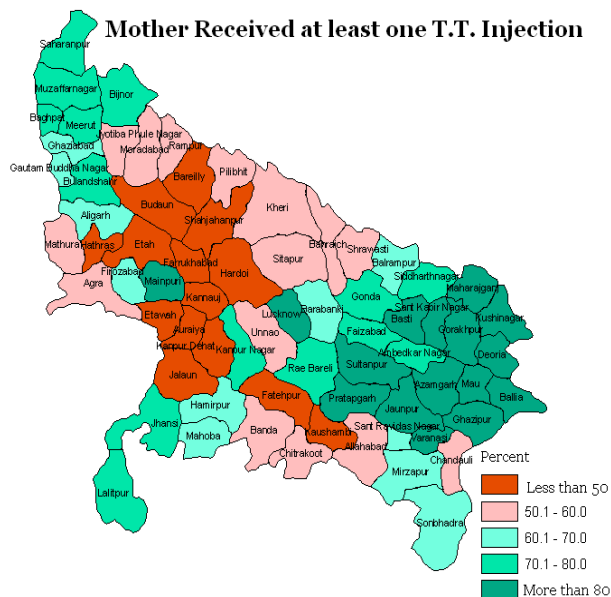 Mother Received at least one T.T. Injection
Saharanpur
Muzaffarnagar
Bijnor
Baghpat
Meerut
Jyotiba Phule Nagar
Rampur
Ghaziabad
Moradabad
Gautam Buddha Nagar
Bareilly
Pilibhit
Bulandshahr
Budaun
Kheri
Aligarh
Shahjahanpur
Mathura
Hathras
Etah
Bahraich
Shravasti
Sitapur
Balrampur
Farrukhabad
Hardoi
Firozabad
Siddharthnagar
Agra
Mainpuri
Maharajganj
Kannauj
Gonda
Barabanki
Sant Kabir Nagar
Etawah
Lucknow
Basti
Kushinagar
Auraiya
Unnao
Faizabad
Gorakhpur
Kanpur Dehat
Kanpur Nagar
Ambedkar Nagar
Deoria
Rae Bareli
Sultanpur
Jalaun
Azamgarh
Mau
Fatehpur
Pratapgarh
Ballia
Hamirpur
Jaunpur
Jhansi
Ghazipur
Sant Ravidas Nagar
Mahoba
Banda
Kaushambi
Varanasi
Allahabad
Chitrakoot
Chandauli
Mirzapur
Lalitpur
Sonbhadra
Percent
Less than 50
50.1 - 60.0
60.1 - 70.0
70.1 - 80.0
More than 80